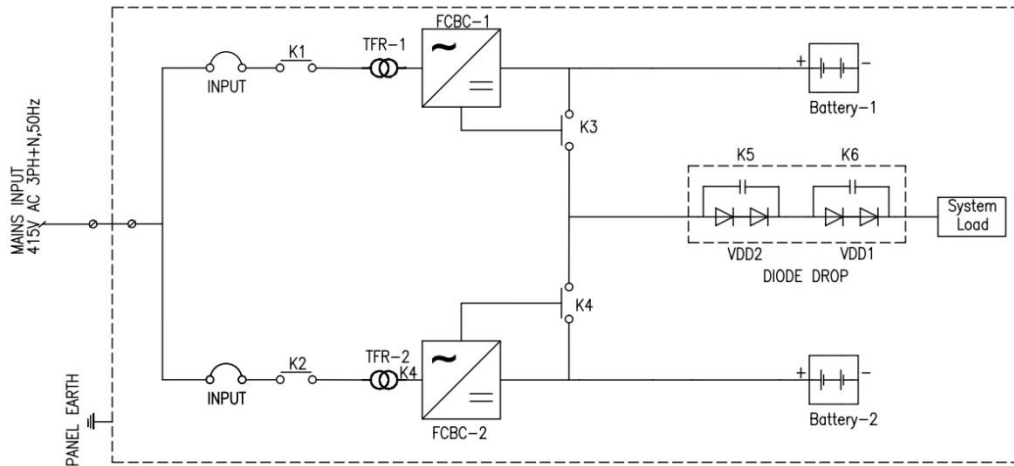 FCBC-1
K1
TFR-1
~
INPUT
+
-
Battery-1
K3
MAINS INPUT
415V AC 3PH+N,50Hz
K5
K6
System
Load
VDD2
VDD1
DIODE DROP
K4
K2
TFR-2
K4
~
INPUT
+
-
Battery-2
FCBC-2
PANEL EARTH